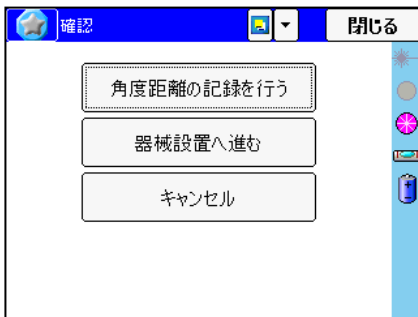 確認
閉じる
角度距離の記録を行う
器械設置へ進む
キャンセル